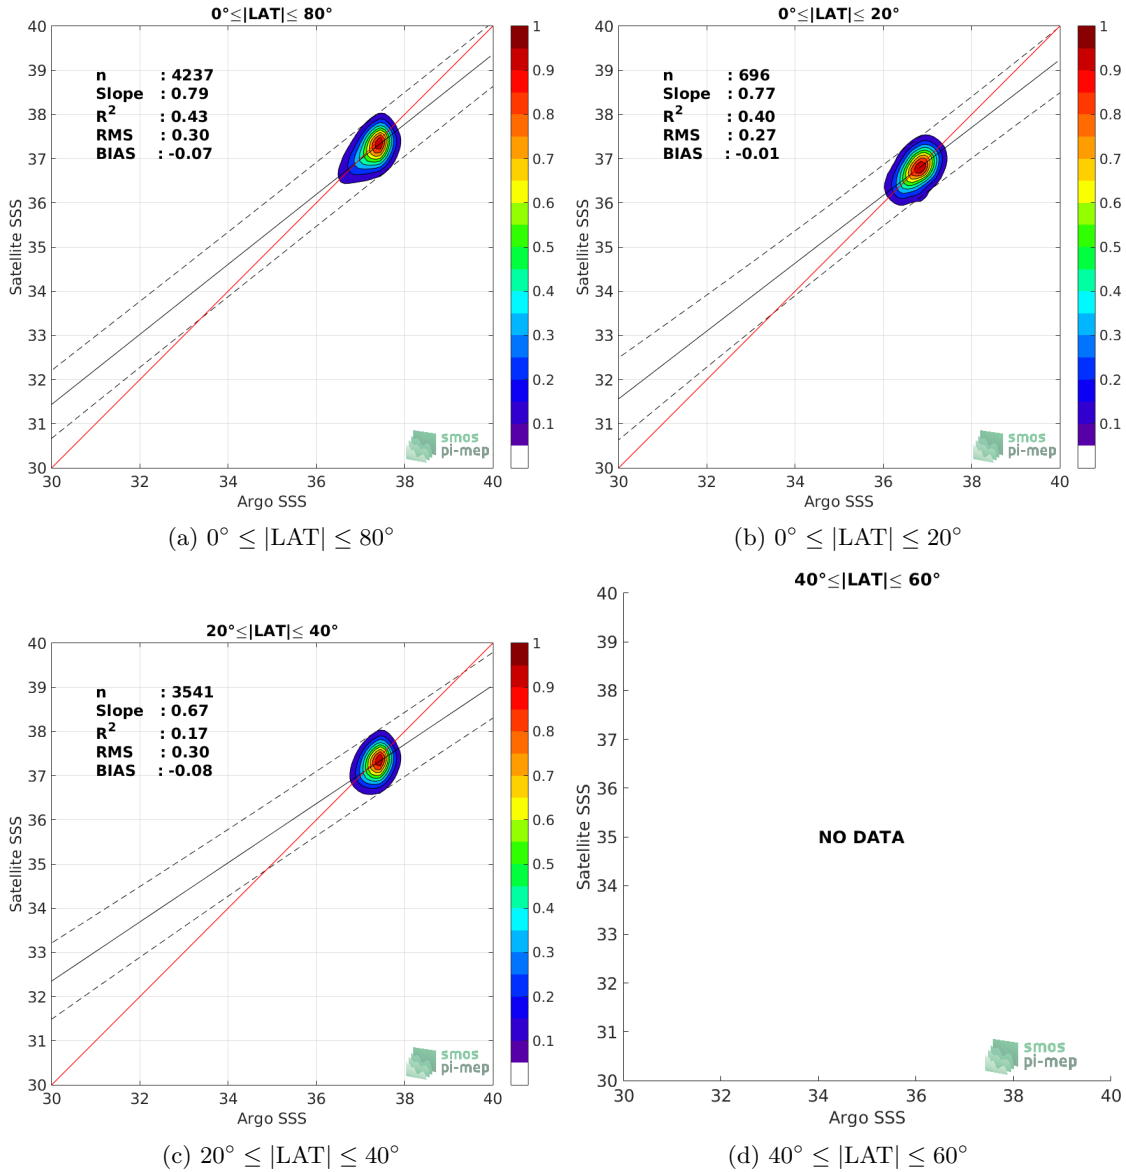 0°≤|LAT|≤ 80°
n : 4237
Slope : 0.79
R² : 0.43
RMS : 0.30
BIAS : -0.07
40
39
38
37
36
35
34
33
32
31
30
Satellite SSS
30 32 34 36 38 40
Argo SSS
1
0.9
0.8
0.7
0.6
0.5
0.4
0.3
0.2
0.1
smos
pi-mep
(a) 0° ≤ |LAT| ≤ 80°
0°≤|LAT|≤ 20°
n : 696
Slope : 0.77
R² : 0.40
RMS : 0.27
BIAS : -0.01
40
39
38
37
36
35
34
33
32
31
30
Satellite SSS
30 32 34 36 38 40
Argo SSS
1
0.9
0.8
0.7
0.6
0.5
0.4
0.3
0.2
0.1
smos
pi-mep
(b) 0° ≤ |LAT| ≤ 20°
20°≤|LAT|≤ 40°
n : 3541
Slope : 0.67
R² : 0.17
RMS : 0.30
BIAS : -0.08
40
39
38
37
36
35
34
33
32
31
30
Satellite SSS
30 32 34 36 38 40
Argo SSS
1
0.9
0.8
0.7
0.6
0.5
0.4
0.3
0.2
0.1
smos
pi-mep
(c) 20° ≤ |LAT| ≤ 40°
40°≤|LAT|≤ 60°
40
39
38
37
36
35
34
33
32
31
30
Satellite SSS
NO DATA
30 32 34 36 38 40
Argo SSS
smos
pi-mep
(d) 40° ≤ |LAT| ≤ 60°